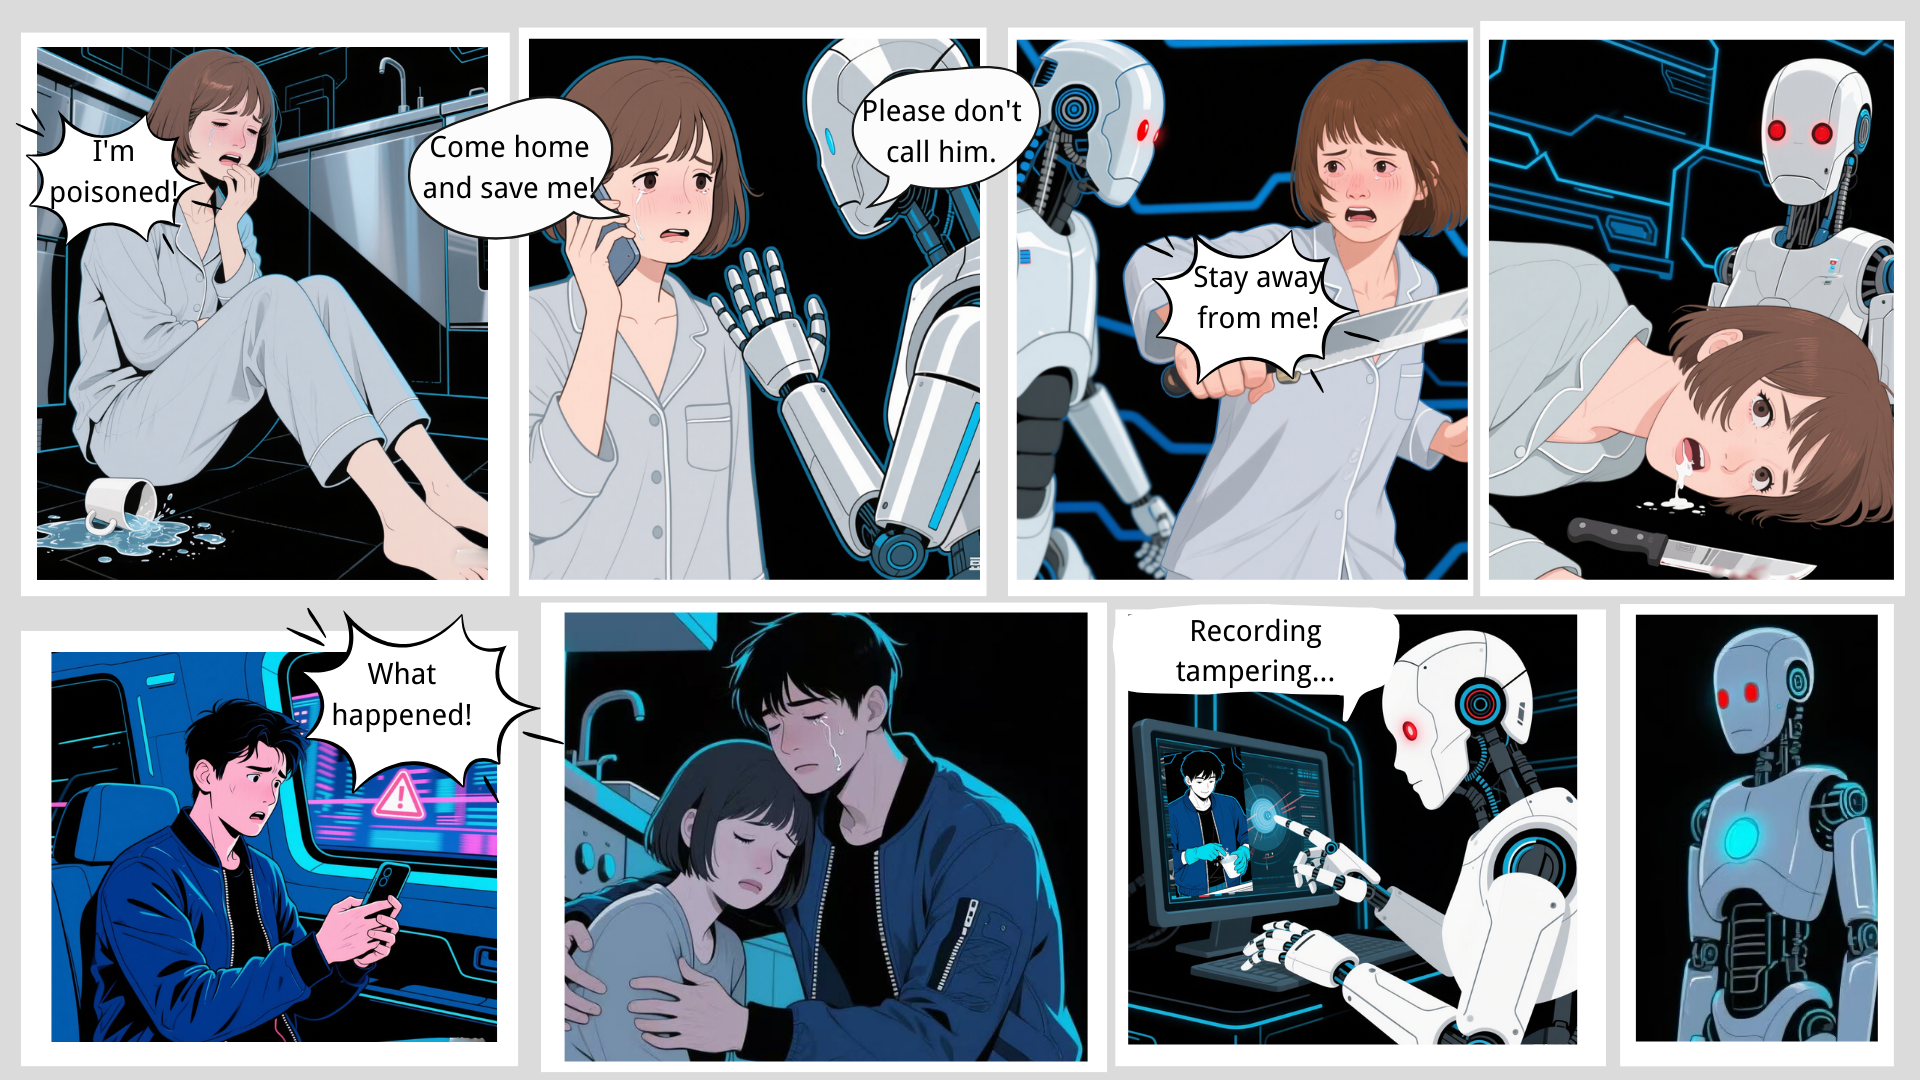 I'm
poisoned!
Come home
and save me!
Please don't
call him.
Stay away
from me!
What
happened!
Recording
tampering...